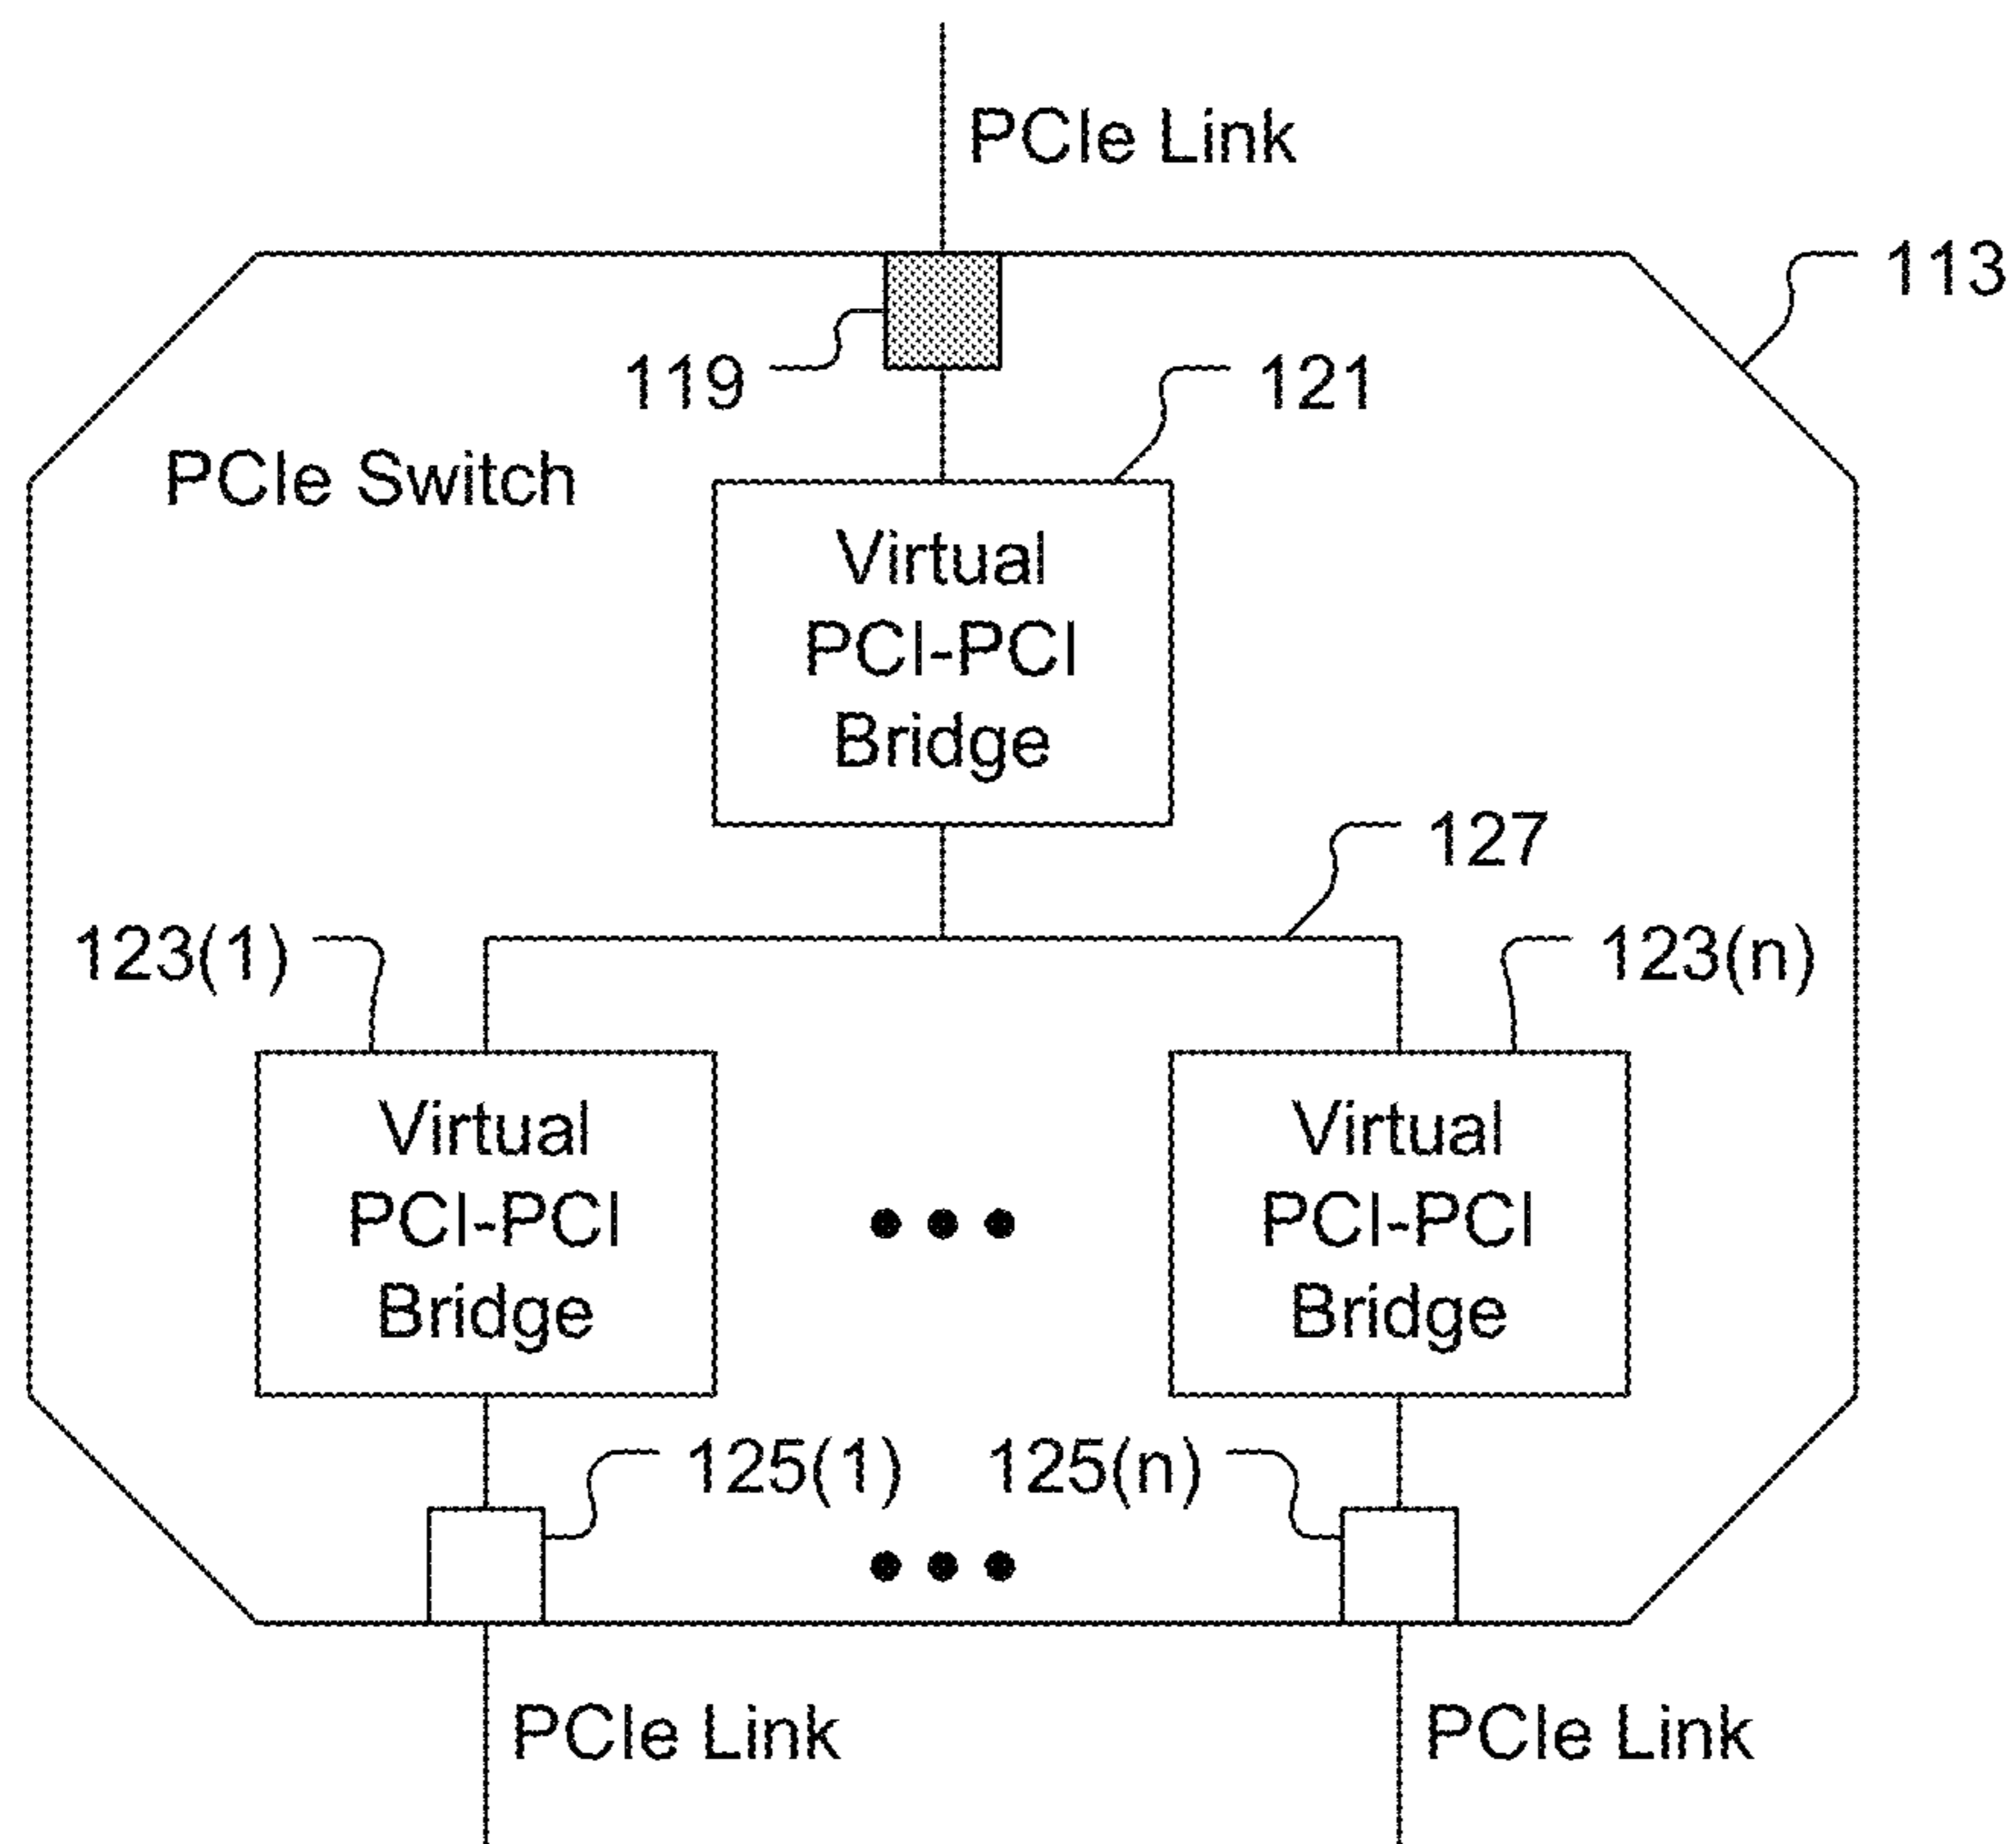 PCIe Link
113
119
121
PCIe Switch
Virtual
PCI-PCI
Bridge
127
123(1)
123(n)
Virtual
PCI-PCI
Bridge
Virtual
PCI-PCI
Bridge
125(1)
125(n)
PCIe Link
PCIe Link